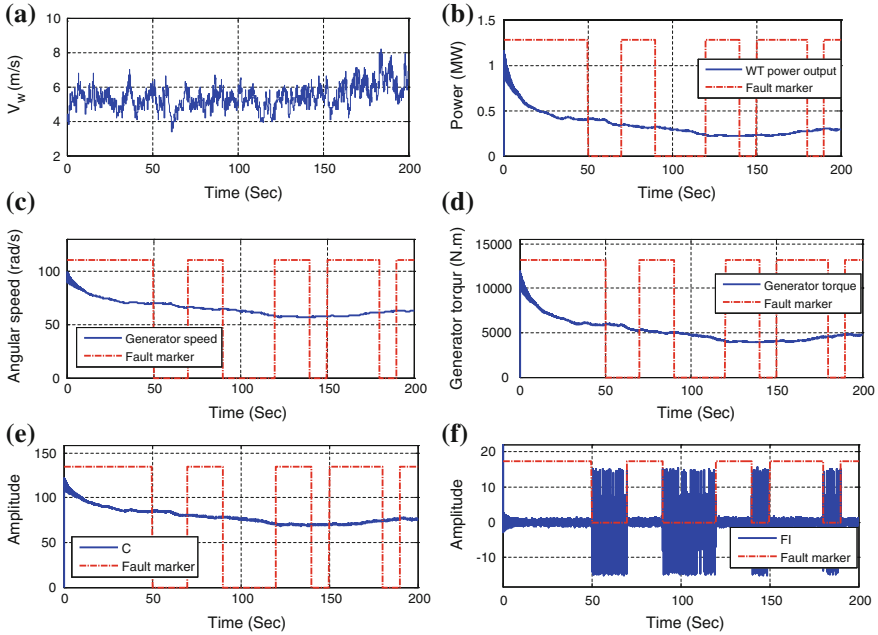 (a)
10
8
6
4
2
V_w (m/s)
0 50 100 150 200
Time (Sec)
(b)
1.5
1
0.5
0
Power (MW)
WT power output
Fault marker
0 50 100 150 200
Time (Sec)
(c)
100
50
0
Angular speed (rad/s)
Generator speed
Fault marker
0 50 100 150 200
Time (Sec)
(d)
15000
10000
5000
0
Generator torqur (N.m)
Generator torque
Fault marker
0 50 100 150 200
Time (Sec)
(e)
150
100
50
0
Amplitude
C
Fault marker
0 50 100 150 200
Time (Sec)
(f)
20
10
0
-10
Amplitude
FI
Fault marker
0 50 100 150 200
Time (Sec)